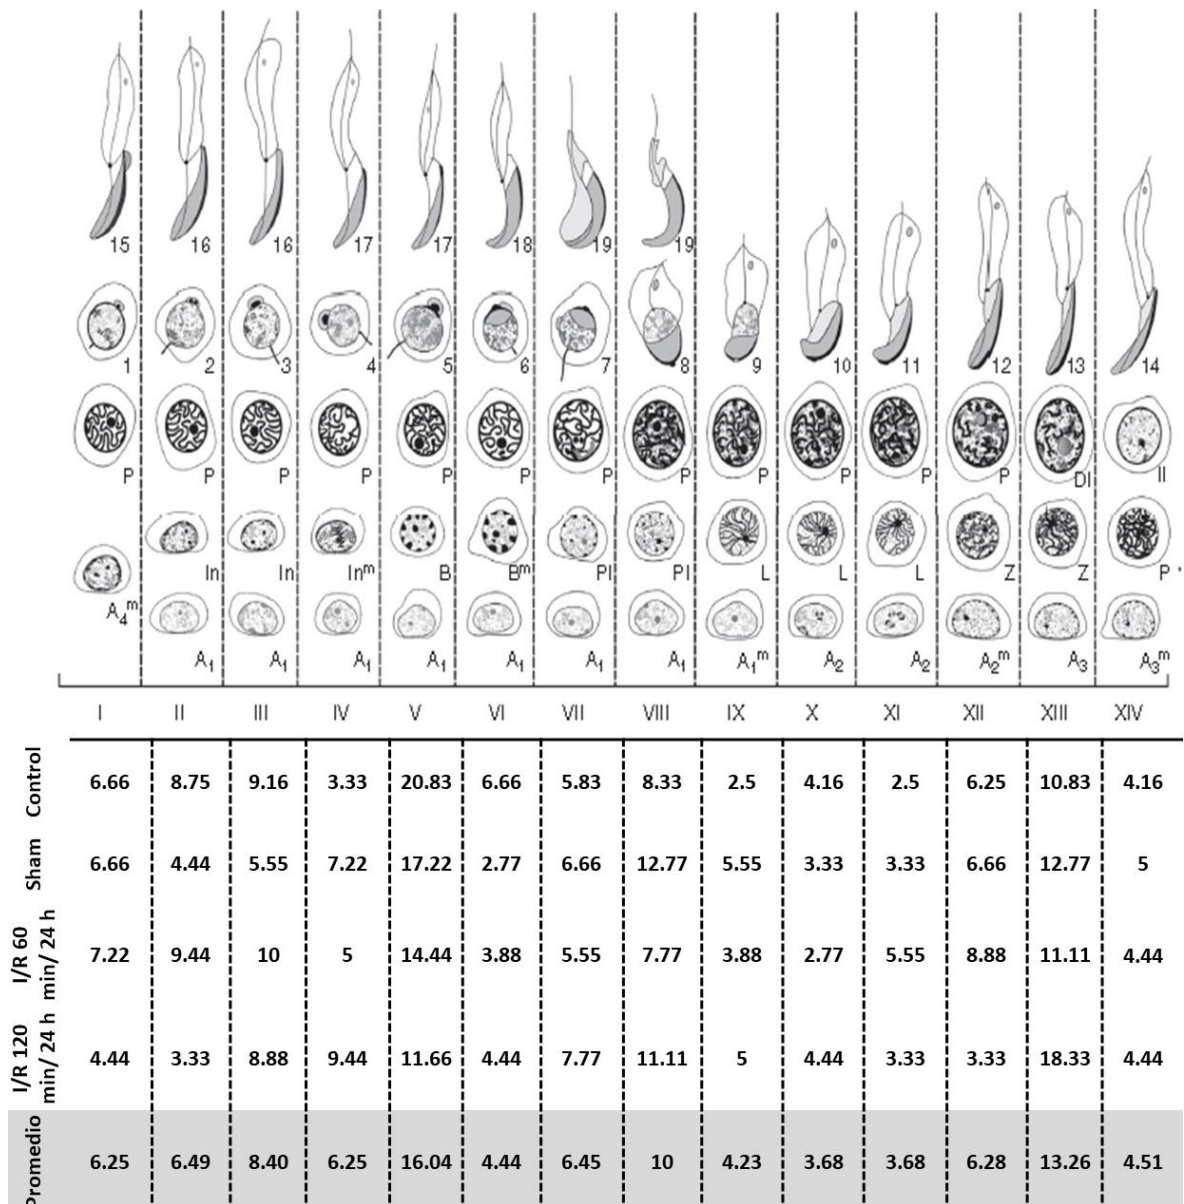 15 16 16 17 17 18 19 19
1 2 3 4 5 6 7 8 9 10 11 12 13 14
P P P P P P P P P P P P DI II
In In Inᵐ B Bᵐ Pl Pl L L L Z Z P
A₄ᵐ A₁ A₁ A₁ A₁ A₁ A₁ A₁ A₁ᵐ A₂ A₂ A₂ᵐ A₃ A₃ᵐ
I II III IV V VI VII VIII IX X XI XII XIII XIV
Control 6.66 8.75 9.16 3.33 20.83 6.66 5.83 8.33 2.5 4.16 2.5 6.25 10.83 4.16
Sham 6.66 4.44 5.55 7.22 17.22 2.77 6.66 12.77 5.55 3.33 3.33 6.66 12.77 5
I/R 60
min/ 24 h 7.22 9.44 10 5 14.44 3.88 5.55 7.77 3.88 2.77 5.55 8.88 11.11 4.44
I/R 120
min/ 24 h 4.44 3.33 8.88 9.44 11.66 4.44 7.77 11.11 5 4.44 3.33 3.33 18.33 4.44
Promedio 6.25 6.49 8.40 6.25 16.04 4.44 6.45 10 4.23 3.68 3.68 6.28 13.26 4.51